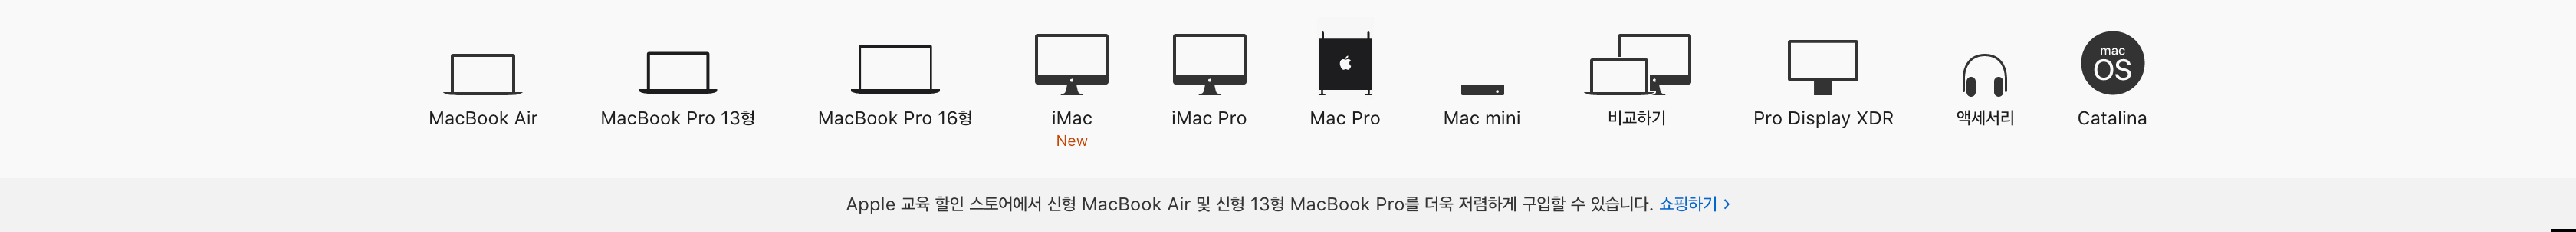 mac
OS
MacBook Air
MacBook Pro 13형
MacBook Pro 16형
iMac
New
iMac Pro
Mac Pro
Mac mini
비교하기
Pro Display XDR
액세서리
Catalina
Apple 교육 할인 스토어에서 신형 MacBook Air 및 신형 13형 MacBook Pro를 더욱 저렴하게 구입할 수 있습니다. 쇼핑하기 >